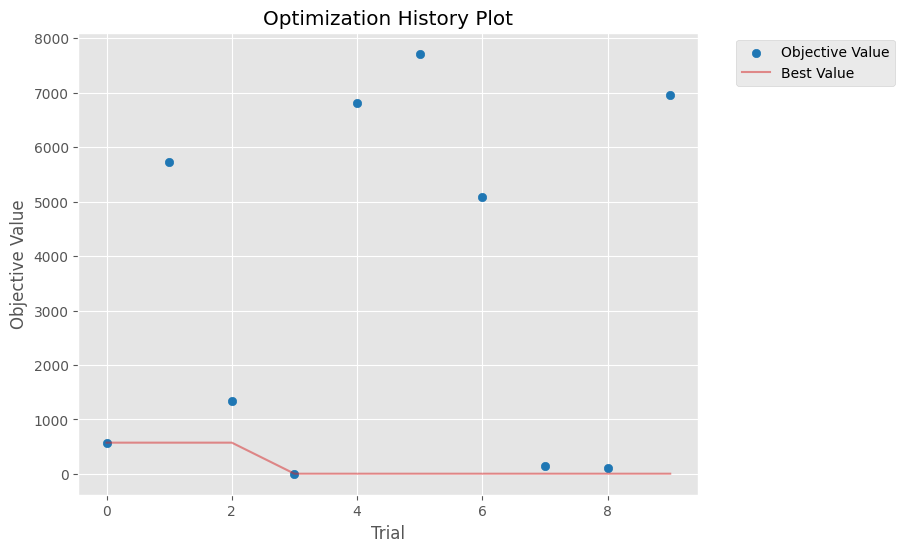 Optimization History Plot
Objective Value
Best Value
8000
7000
6000
5000
4000
3000
2000
1000
0
Objective Value
0 2 4 6 8
Trial